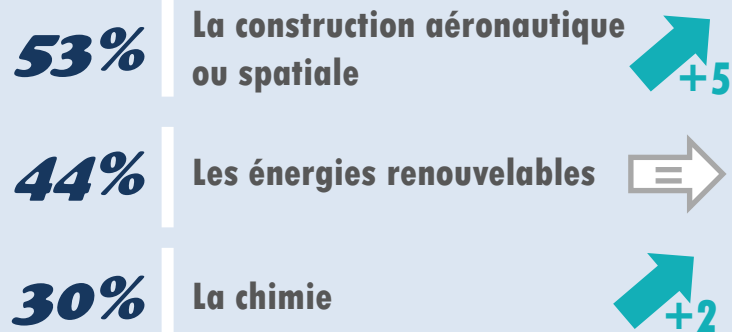 53%
La construction aéronautique
ou spatiale
+5
44%
Les énergies renouvelables
=
30%
La chimie
+2